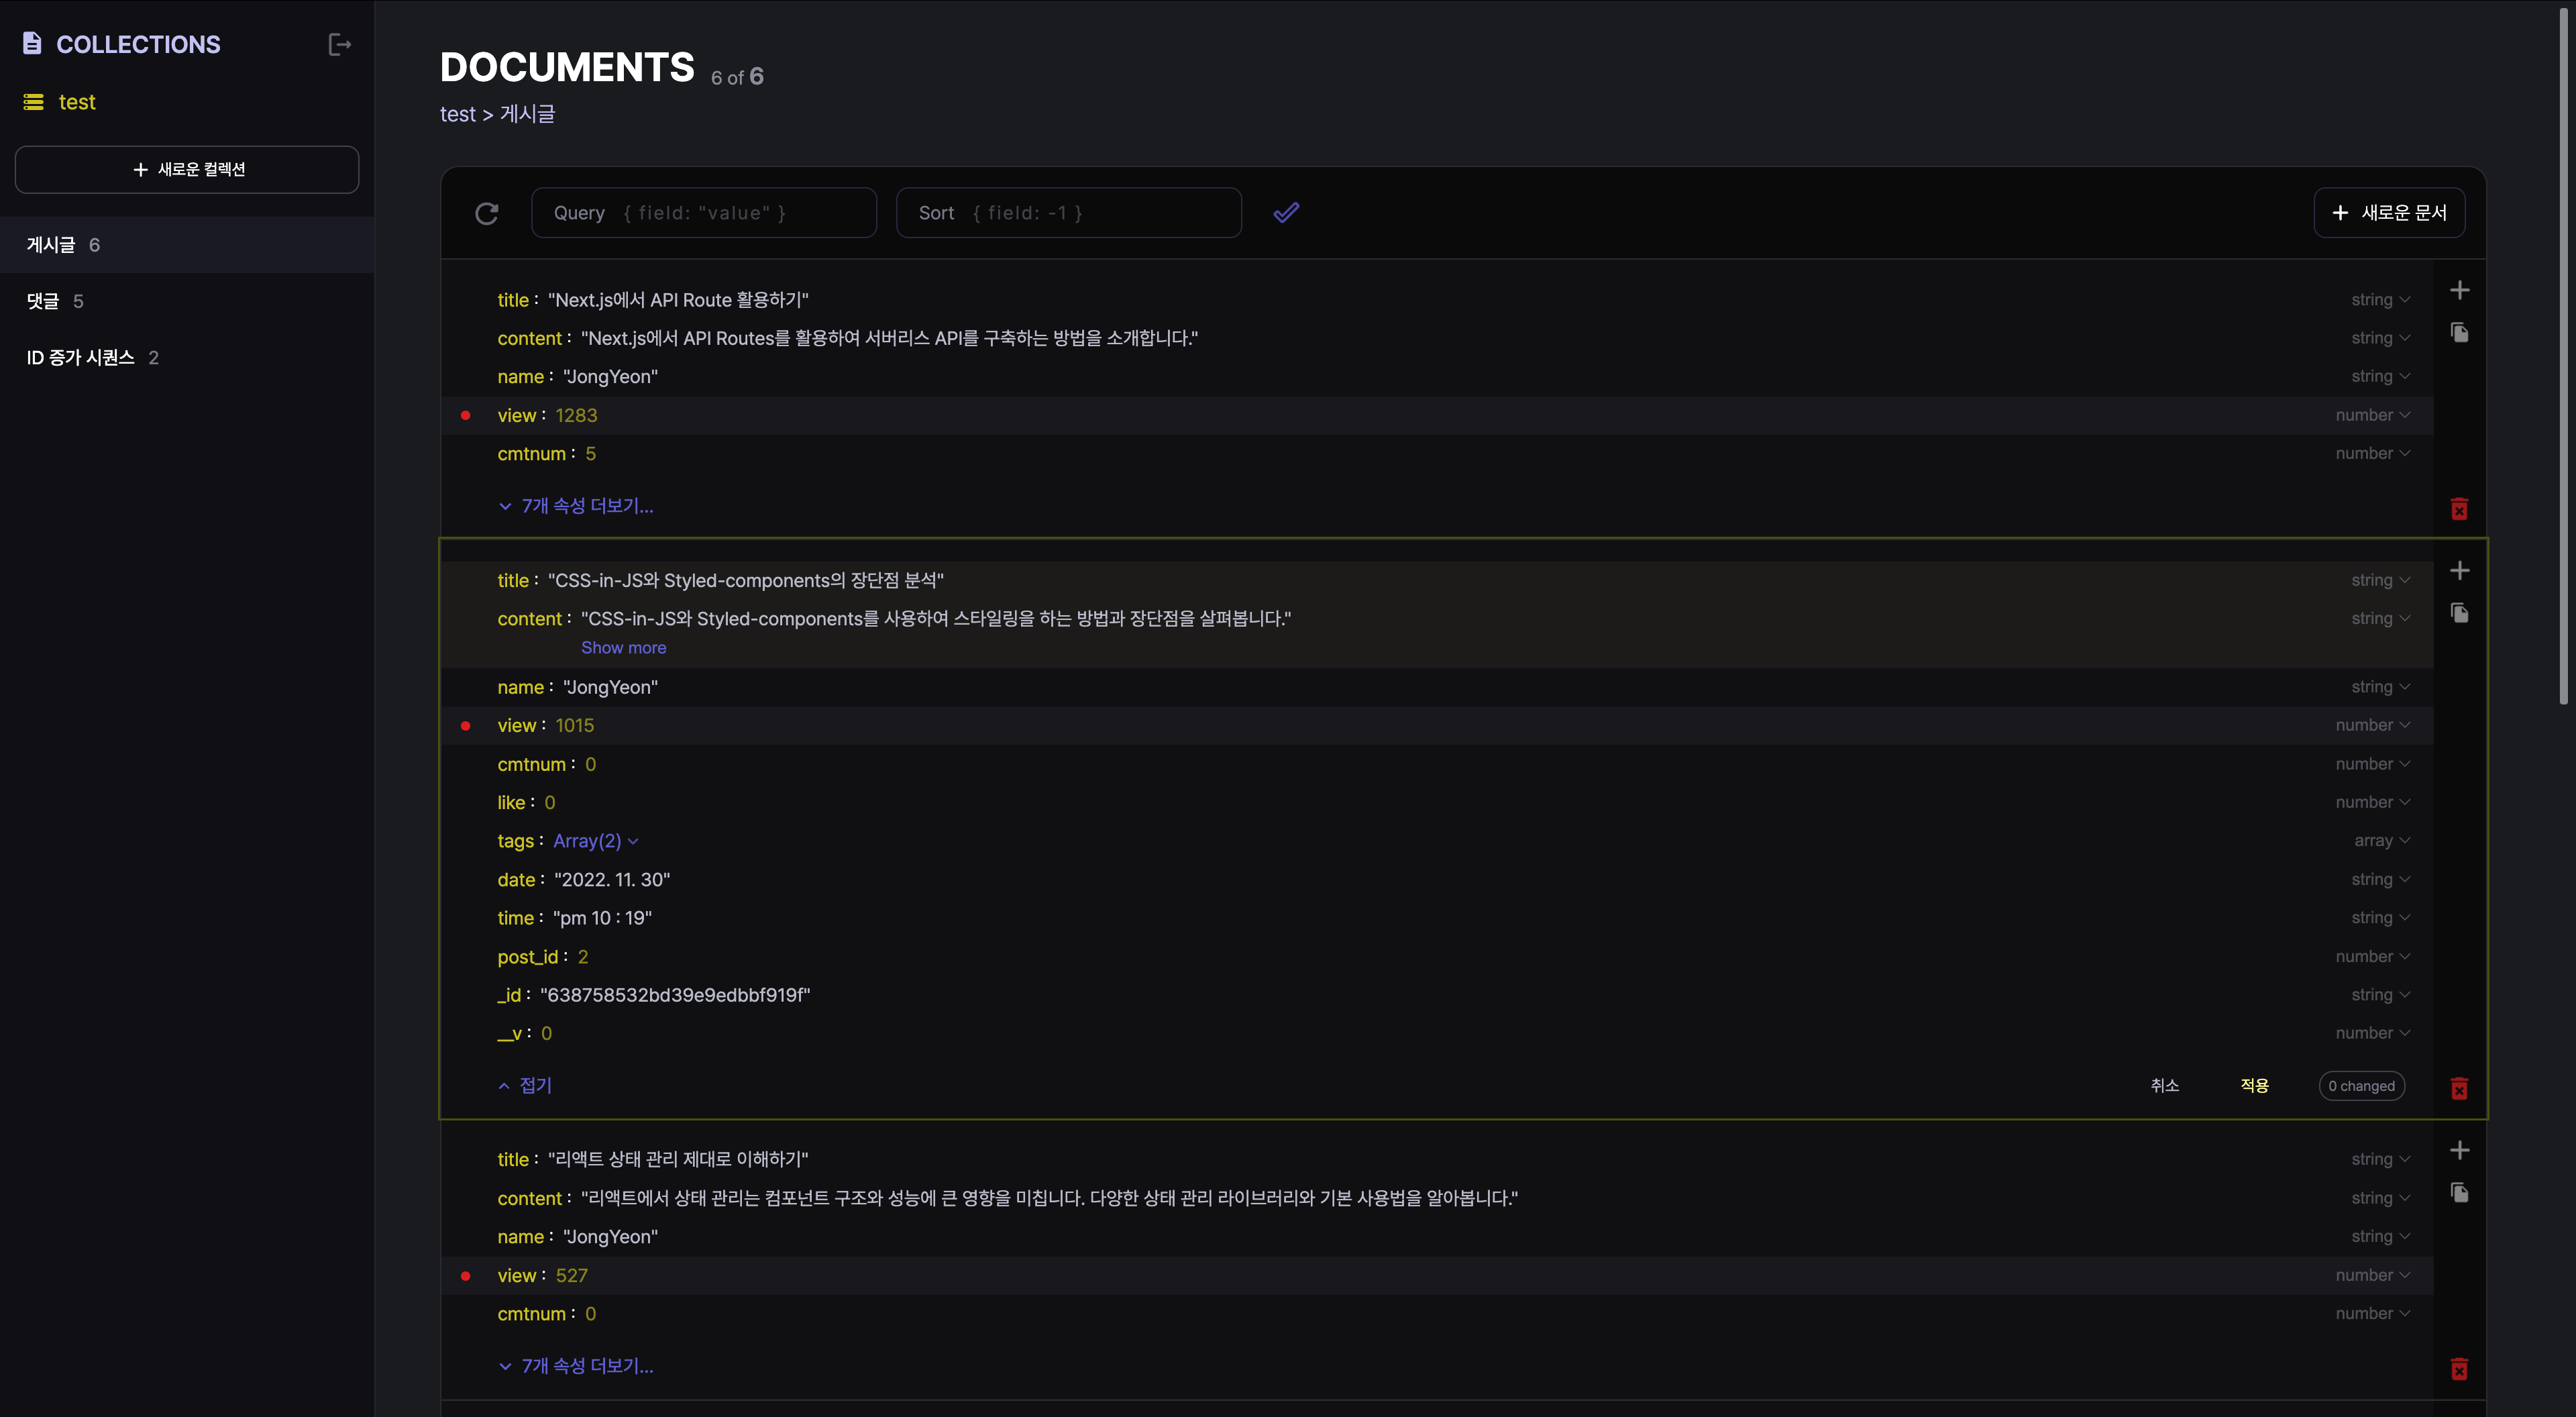 COLLECTIONS
test
+ 새로운 컬렉션
게시글 6
댓글 5
ID 증가 시퀀스 2
DOCUMENTS 6 of 6
test > 게시글
Query { field: "value" } Sort { field: -1 } + 새로운 문서
title : "Next.js에서 API Route 활용하기" string
content : "Next.js에서 API Routes를 활용하여 서버리스 API를 구축하는 방법을 소개합니다." string
name : "JongYeon" string
view : 1283 number
cmtnum : 5 number
7개 속성 더보기...
title : "CSS-in-JS와 Styled-components의 장단점 분석" string
content : "CSS-in-JS와 Styled-components를 사용하여 스타일링을 하는 방법과 장단점을 살펴봅니다." string
Show more
name : "JongYeon" string
view : 1015 number
cmtnum : 0 number
like : 0 number
tags : Array(2) array
date : "2022. 11. 30" string
time : "pm 10 : 19" string
post_id : 2 number
_id : "638758532bd39e9edbbf919f" string
__v : 0 number
접기 취소 적용 0 changed
title : "리액트 상태 관리 제대로 이해하기" string
content : "리액트에서 상태 관리는 컴포넌트 구조와 성능에 큰 영향을 미칩니다. 다양한 상태 관리 라이브러리와 기본 사용법을 알아봅니다." string
name : "JongYeon" string
view : 527 number
cmtnum : 0 number
7개 속성 더보기...